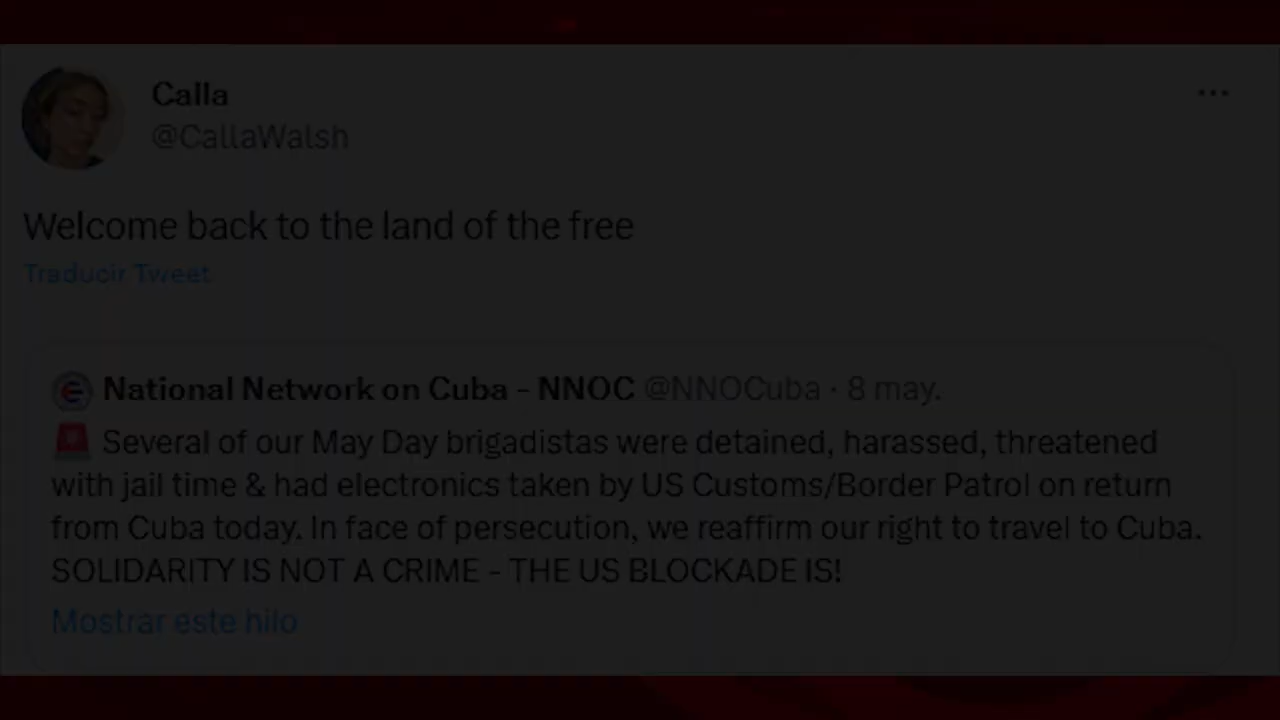 Calla
@CallaWalsh
Welcome back to the land of the free
Traducir Tweet
National Network on Cuba - NNOC @NNOCuba · 8 may.
Several of our May Day brigadistas were detained, harassed, threatened
with jail time & had electronics taken by US Customs/Border Patrol on return
from Cuba today. In face of persecution, we reaffirm our right to travel to Cuba.
SOLIDARITY IS NOT A CRIME - THE US BLOCKADE IS!
Mostrar este hilo